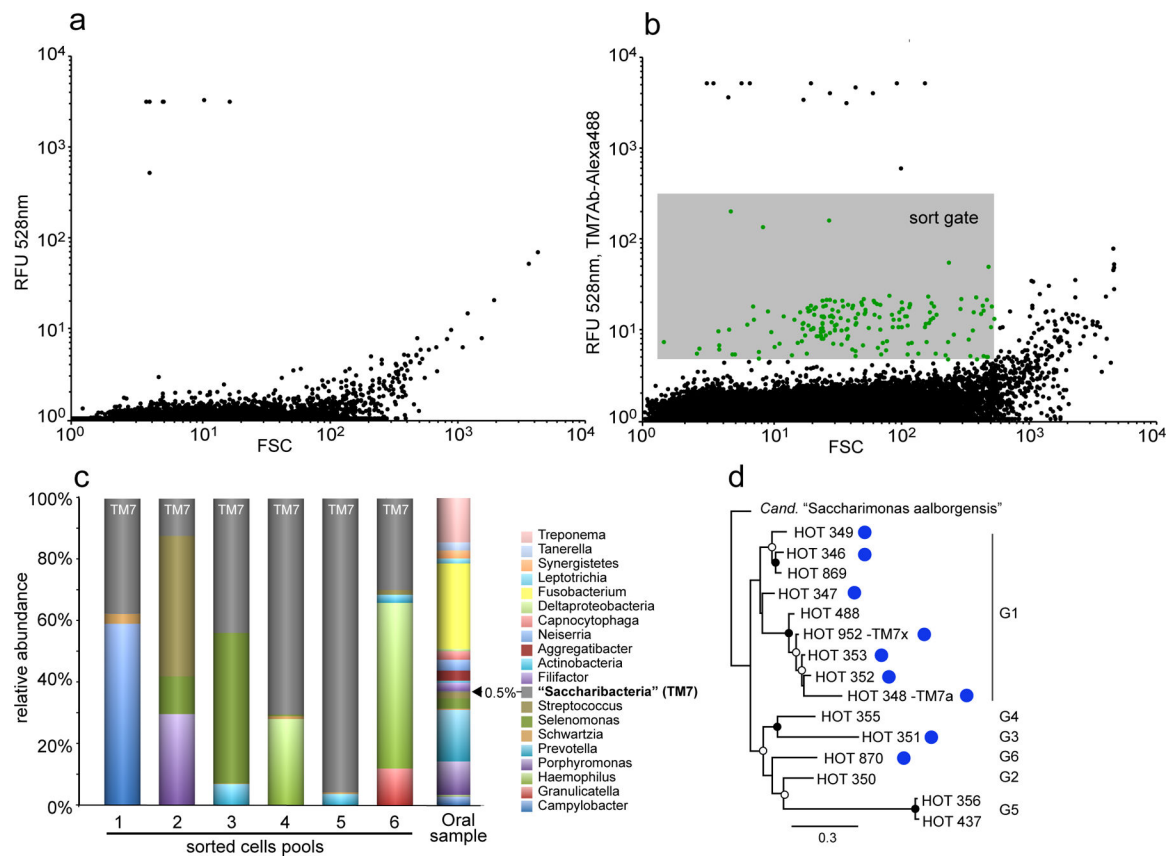 a
10⁴
10³
10²
10¹
10⁰
RFU 528nm
10⁰
10¹
10²
10³
10⁴
FSC
b
10⁴
10³
10²
10¹
10⁰
RFU 528nm, TM7Ab-Alexa488
sort gate
10⁰
10¹
10²
10³
10⁴
FSC
c
100%
80%
60%
40%
20%
0%
relative abundance
TM7
TM7
TM7
TM7
TM7
TM7
1
2
3
4
5
6
Oral
sample
sorted cells pools
0.5%
Treponema
Tanerella
Synergistetes
Leptotrichia
Fusobacterium
Deltaproteobacteria
Capnocytophaga
Neiserria
Aggregatibacter
Actinobacteria
Filifactor
"Saccharibacteria" (TM7)
Streptococcus
Selenomonas
Schwartzia
Prevotella
Porphyromonas
Haemophilus
Granulicatella
Campylobacter
d
Cand. "Saccharimonas aalborgensis"
HOT 349
HOT 346
HOT 869
HOT 347
HOT 488
HOT 952 -TM7x
HOT 353
HOT 352
HOT 348 -TM7a
G1
HOT 355 G4
HOT 351 G3
HOT 870 G6
HOT 350 G2
HOT 356
HOT 437
G5
0.3